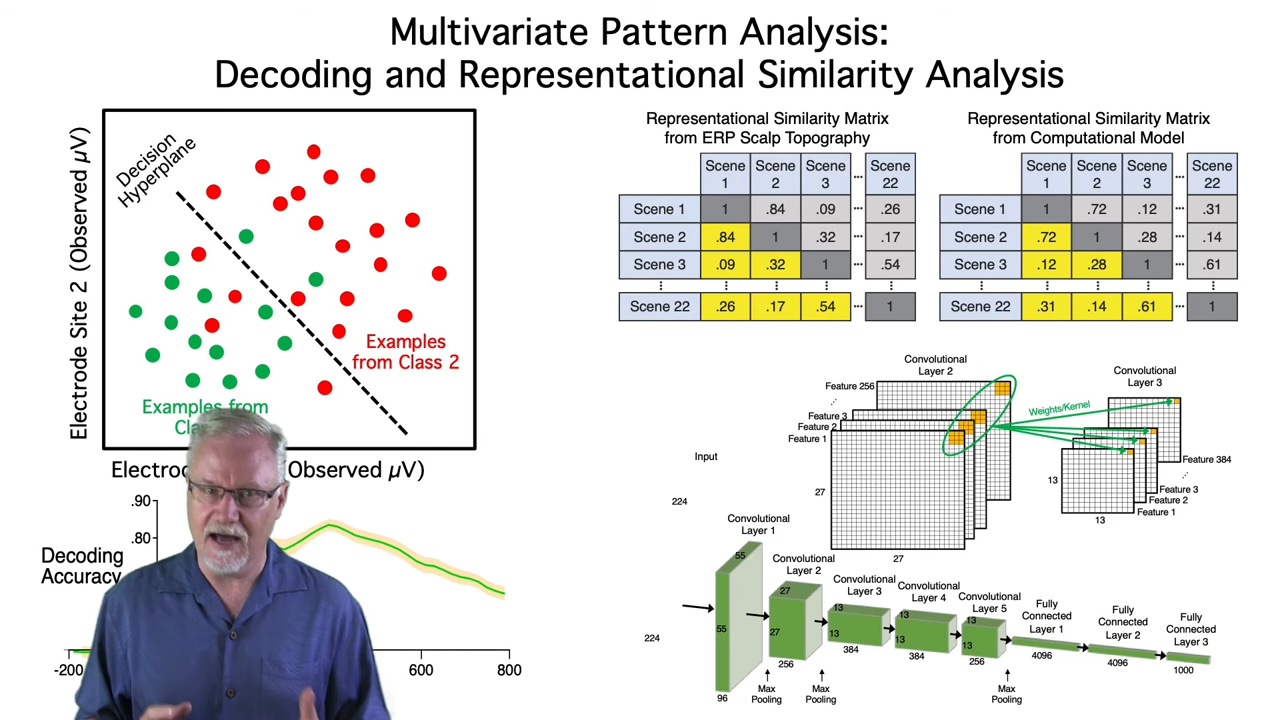 Multivariate Pattern Analysis:
Decoding and Representational Similarity Analysis
Electrode Site 2 (Observed µV)
Decision
Hyperplane
Examples
from Class 2
Examples from
Observed µV)
.90
.80
Decoding
Accuracy
-200
600
800
Representational Similarity Matrix
from ERP Scalp Topography
Scene 1 Scene 2 Scene 3 ... Scene 22
Scene 1 1 .84 .09 ... .26
Scene 2 .84 1 .32 ... .17
Scene 3 .09 .32 1 ... .54
Scene 22 .26 .17 .54 ... 1
Representational Similarity Matrix
from Computational Model
Scene 1 Scene 2 Scene 3 ... Scene 22
Scene 1 1 .72 .12 ... .31
Scene 2 .72 1 .28 ... .14
Scene 3 .12 .28 1 ... .61
Scene 22 .31 .14 .61 ... 1
Convolutional
Layer 2
Feature 256
Feature 3
Feature 2
Feature 1
27
27
Weights/Kernel
Convolutional
Layer 3
Feature 384
Feature 3
Feature 2
Feature 1
13
13
Input
224
224
Convolutional
Layer 1
55
55
96
Convolutional
Layer 2
27
27
256
Convolutional
Layer 3
13
13
384
Convolutional
Layer 4
13
13
384
Convolutional
Layer 5
13
13
256
Fully
Connected
Layer 1
4096
Fully
Connected
Layer 2
4096
Fully
Connected
Layer 3
1000
Max
Pooling
Max
Pooling
Max
Pooling